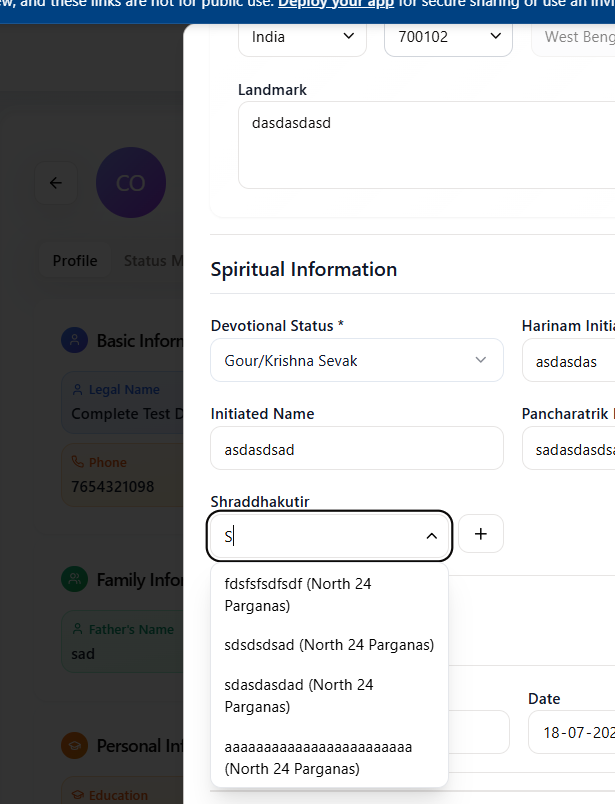 ew, and these links are not for public use. Deploy your app for secure sharing or use an invi
India
700102
West Beng
Landmark
dasdasdasd
CO
Profile
Status M
Spiritual Information
Devotional Status *
Harinam Initia
Gour/Krishna Sevak
asdasdas
Basic Inform
Legal Name
Complete Test D
Initiated Name
Pancharatrik
asdasdsad
sadasdasdsa
Phone
7654321098
Shraddhakutir
S
fdsfsfsdfsdf (North 24
Parganas)
sdsdsdsad (North 24 Parganas)
sdasdasdad (North 24
Parganas)
aaaaaaaaaaaaaaaaaaaaaaaa
(North 24 Parganas)
Family Infor
Father's Name
sad
Date
18-07-202
Personal Inf
Education